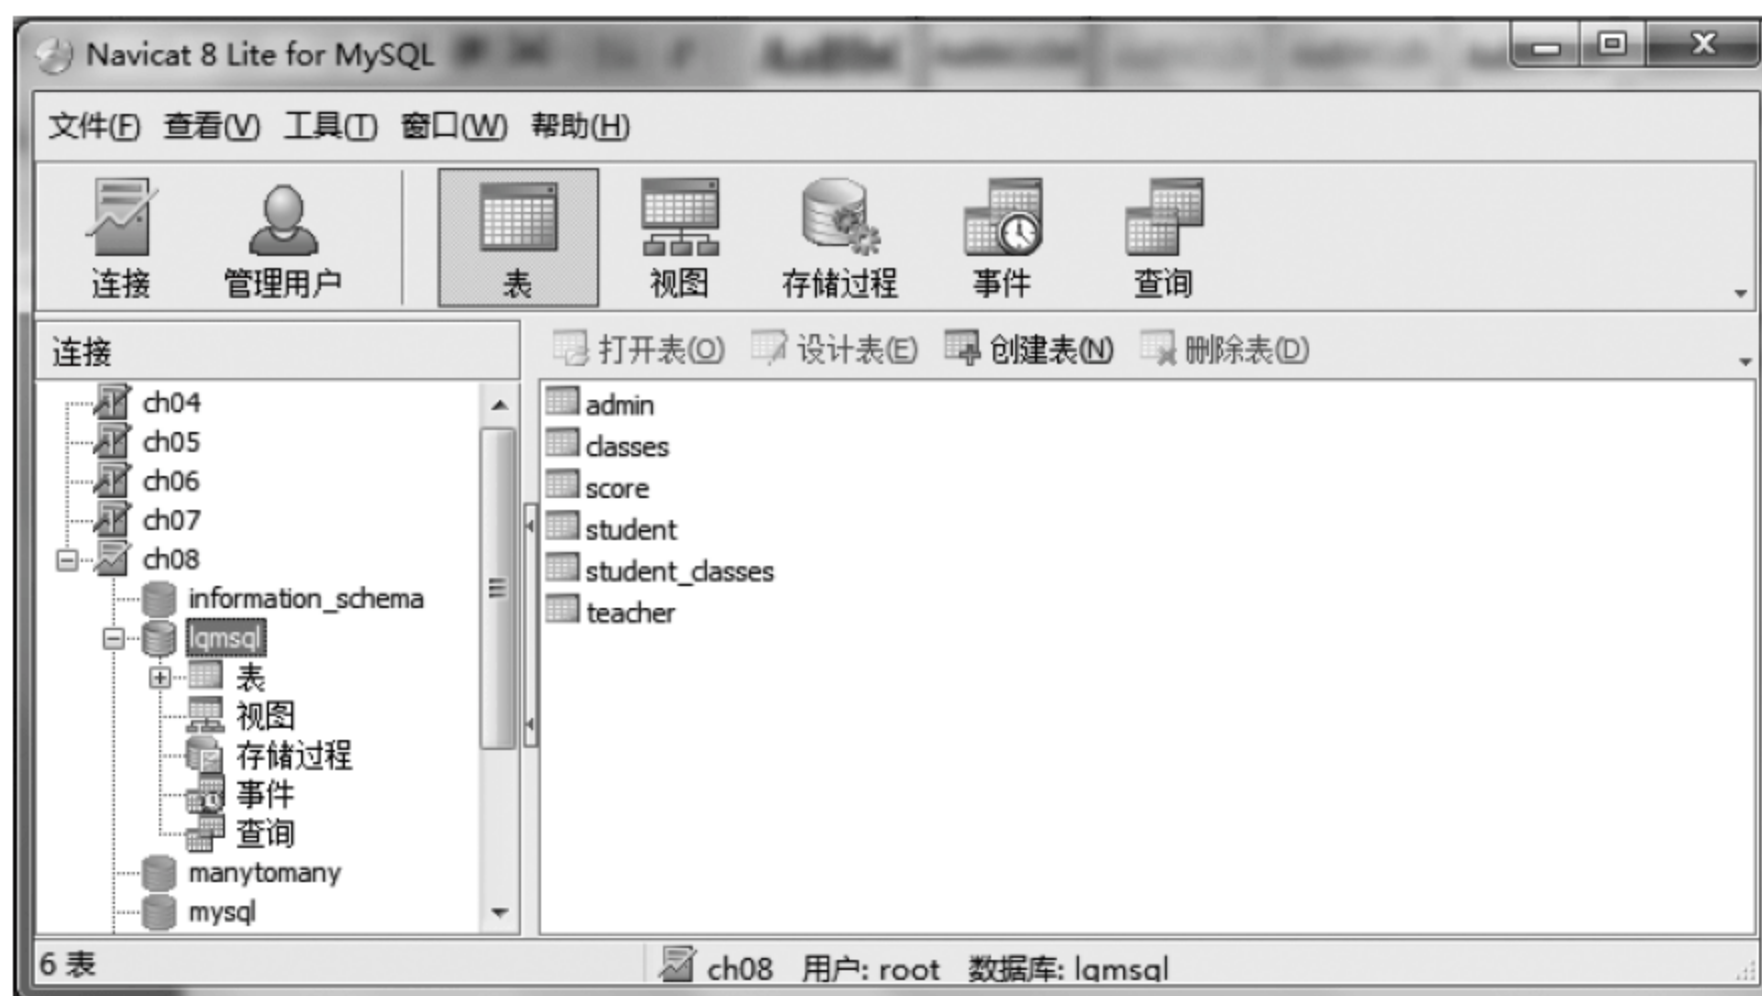 Navicat 8 Lite for MySQL
文件(F) 查看(V) 工具(T) 窗口(W) 帮助(H)
连接 管理用户 表 视图 存储过程 事件 查询
连接
打开表(O) 设计表(E) 创建表(N) 删除表(D)
ch04
ch05
ch06
ch07
ch08
information_schema
lqmsql
表
视图
存储过程
事件
查询
manytomany
mysql
admin
classes
score
student
student_classes
teacher
6 表
ch08 用户: root 数据库: lqmsql